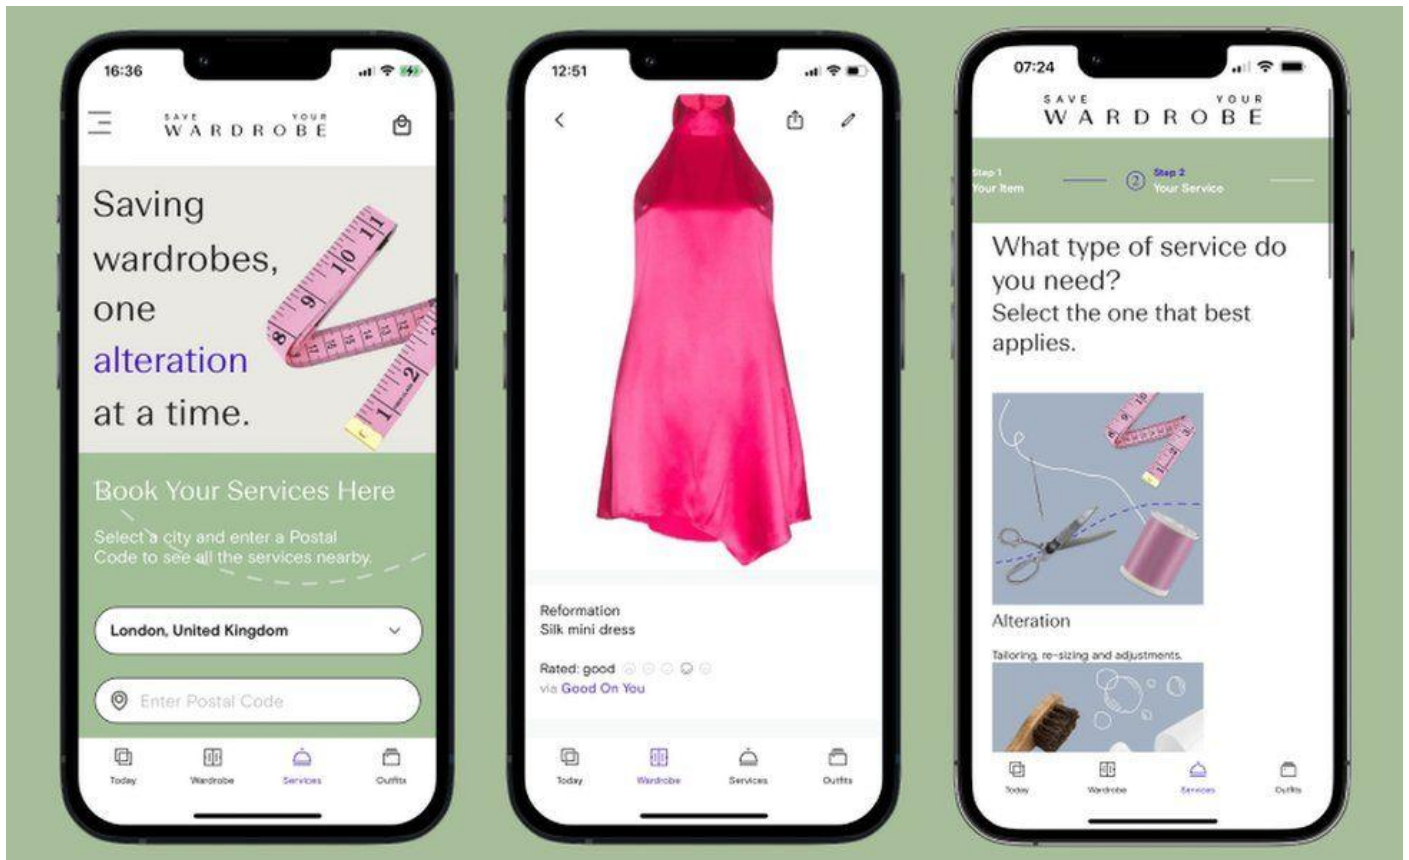 16:36
SAVE YOUR
WARDROBE
Saving
wardrobes,
one
alteration
at a time.
Book Your Services Here
Select a city and enter a Postal
Code to see all the services nearby.
London, United Kingdom
Enter Postal Code
Today Wardrobe Services Outfits
12:51
Reformation
Silk mini dress
Rated: good
via Good On You
Today Wardrobe Services Outfits
07:24
SAVE YOUR
WARDROBE
Step 1
Your Item
2 Step 2
Your Service
What type of service do
you need?
Select the one that best
applies.
Alteration
Tailoring, re-sizing and adjustments.
Today Wardrobe Services Outfits